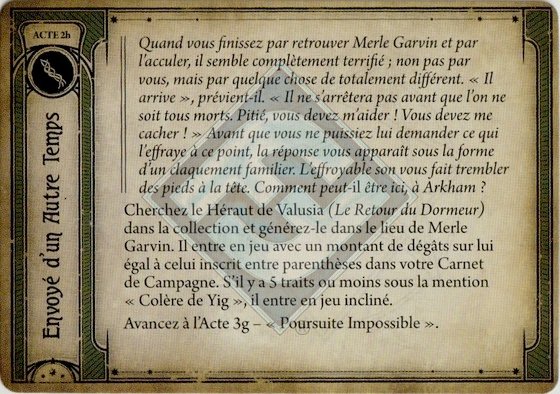 ACTE 2h
Envoyé d'un Autre Temps
Quand vous finissez par retrouver Merle Garvin et par
l'acculer, il semble complètement terrifié ; non pas par
vous, mais par quelque chose de totalement différent. « Il
arrive », prévient-il. « Il ne s'arrêtera pas avant que l'on ne
soit tous morts. Pitié, vous devez m'aider ! Vous devez me
cacher ! » Avant que vous ne puissiez lui demander ce qui
l'effraye à ce point, la réponse vous apparaît sous la forme
d'un claquement familier. L'effroyable son vous fait trembler
des pieds à la tête. Comment peut-il être ici, à Arkham ?
Cherchez le Héraut de Valusia (Le Retour du Dormeur)
dans la collection et générez-le dans le lieu de Merle
Garvin. Il entre en jeu avec un montant de dégâts sur lui
égal à celui inscrit entre parenthèses dans votre Carnet
de Campagne. S'il y a 5 traits ou moins sous la mention
« Colère de Yig », il entre en jeu incliné.
Avancez à l'Acte 3g – « Poursuite Impossible ».